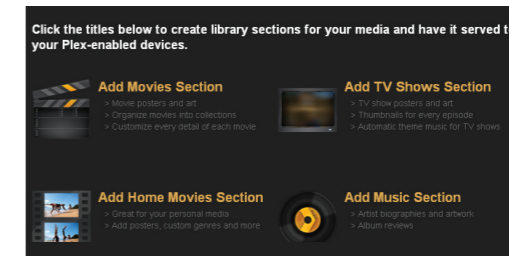 Click the titles below to create library sections for your media and have it served t
your Plex-enabled devices.
Add Movies Section
> Movie posters and art
> Organize movies into collections
> Customize every detail of each movie
Add TV Shows Section
> TV show posters and art
> Thumbnails for every episode
> Automatic theme music for TV shows
Add Home Movies Section
> Great for your personal media
> Add posters, custom genres and more
Add Music Section
> Artist biographies and artwork
> Album reviews